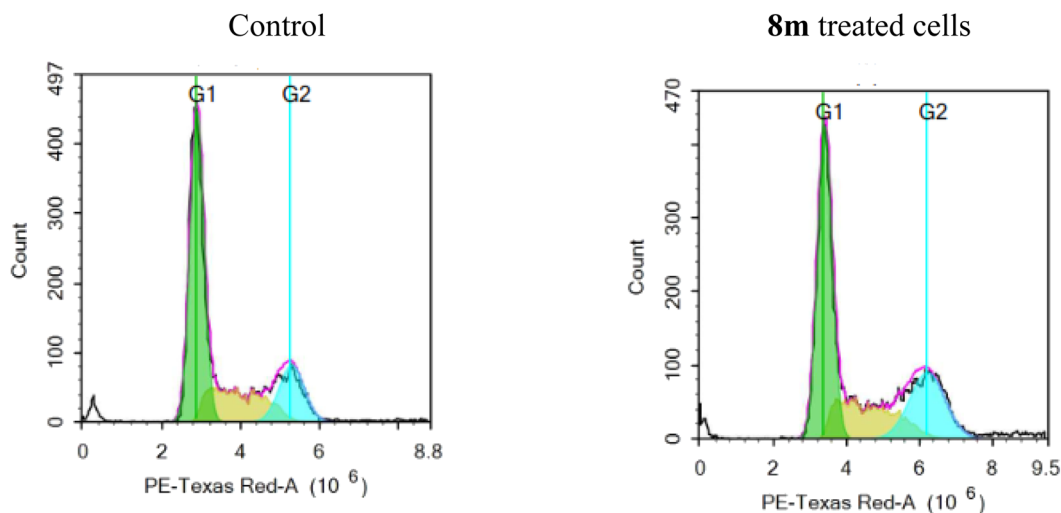 Control
497
400
300
200
100
0
Count
G1
G2
0
2
4
6
8.8
PE-Texas Red-A (10 6)
8m treated cells
470
300
200
100
0
Count
G1
G2
0
2
4
6
8
9.5
PE-Texas Red-A (10 6)